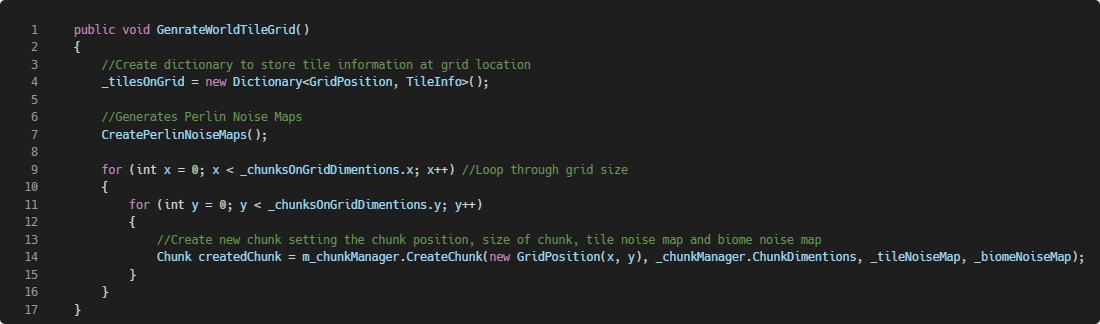 1 public void GenrateWorldTileGrid()
2 {
3 //Create dictionary to store tile information at grid location
4 _tilesOnGrid = new Dictionary<GridPosition, TileInfo>();
5
6 //Generates Perlin Noise Maps
7 CreatePerlinNoiseMaps();
8
9 for (int x = 0; x < _chunksOnGridDimentions.x; x++) //Loop through grid size
10 {
11 for (int y = 0; y < _chunksOnGridDimentions.y; y++)
12 {
13 //Create new chunk setting the chunk position, size of chunk, tile noise map and biome noise map
14 Chunk createdChunk = m_chunkManager.CreateChunk(new GridPosition(x, y), _chunkManager.ChunkDimentions, _tileNoiseMap, _biomeNoiseMap);
15 }
16 }
17 }